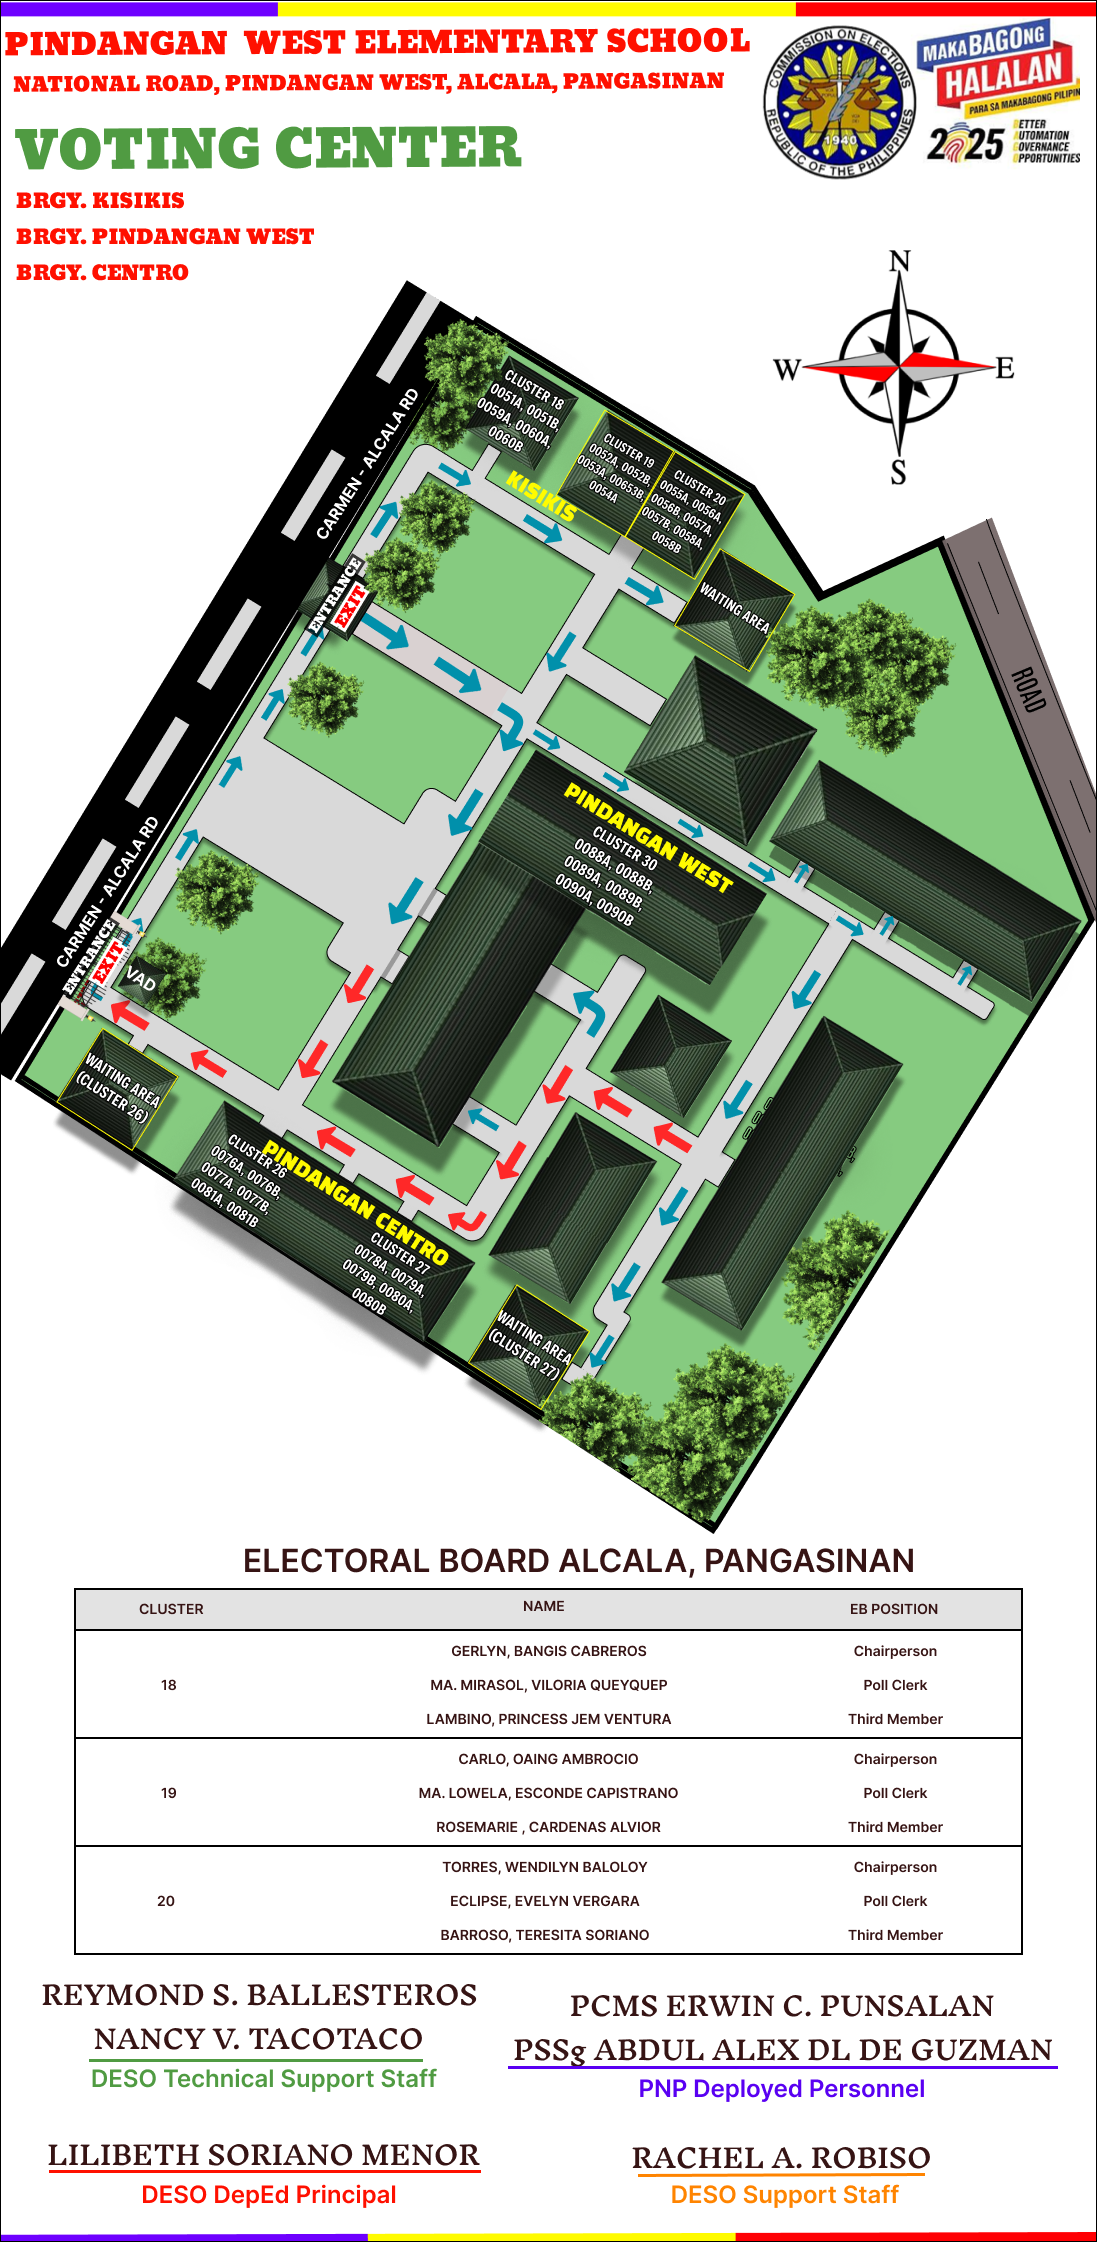 PINDANGAN WEST ELEMENTARY SCHOOL
NATIONAL ROAD, PINDANGAN WEST, ALCALA, PANGASINAN
VOTING CENTER
BRGY. KISIKIS
BRGY. PINDANGAN WEST
BRGY. CENTRO
COMMISSION ON ELECTIONS
1940
REPUBLIC OF THE PHILIPPINES
MAKABAGONG
HALALAN
PARA SA MAKABAGONG PILIPIN
2025
BETTER
AUTOMATION
GOVERNANCE
OPPORTUNITIES
N
W
E
S
CARMEN - ALCALA RD
CLUSTER 18
0051A, 0051B,
0059A, 0060A,
0060B
KISIKIS
CLUSTER 19
0052A, 0052B,
0053A, 00653B,
0054A
CLUSTER 20
0055A, 0056A,
0056B, 0057A,
0057B, 0058A,
0058B
WAITING AREA
ENTRANCE
EXIT
ROAD
PINDANGAN WEST
CLUSTER 30
0088A, 0088B,
0089A, 0089B,
0090A, 0090B
CARMEN - ALCALA RD
ENTRANCE
EXIT
VAD
WAITING AREA
(CLUSTER 26)
PINDANGAN CENTRO
CLUSTER 26
0076A, 0076B,
0077A, 0077B,
0081A, 0081B
CLUSTER 27
0078A, 0079A,
0079B, 0080A,
0080B
WAITING AREA
(CLUSTER 27)
ELECTORAL BOARD ALCALA, PANGASINAN
CLUSTER NAME EB POSITION
GERLYN, BANGIS CABREROS Chairperson
18 MA. MIRASOL, VILORIA QUEYQUEP Poll Clerk
LAMBINO, PRINCESS JEM VENTURA Third Member
CARLO, OAING AMBROCIO Chairperson
19 MA. LOWELA, ESCONDE CAPISTRANO Poll Clerk
ROSEMARIE , CARDENAS ALVIOR Third Member
TORRES, WENDILYN BALOLOY Chairperson
20 ECLIPSE, EVELYN VERGARA Poll Clerk
BARROSO, TERESITA SORIANO Third Member
REYMOND S. BALLESTEROS
NANCY V. TACOTACO
DESO Technical Support Staff
PCMS ERWIN C. PUNSALAN
PSSg ABDUL ALEX DL DE GUZMAN
PNP Deployed Personnel
LILIBETH SORIANO MENOR
DESO DepEd Principal
RACHEL A. ROBISO
DESO Support Staff